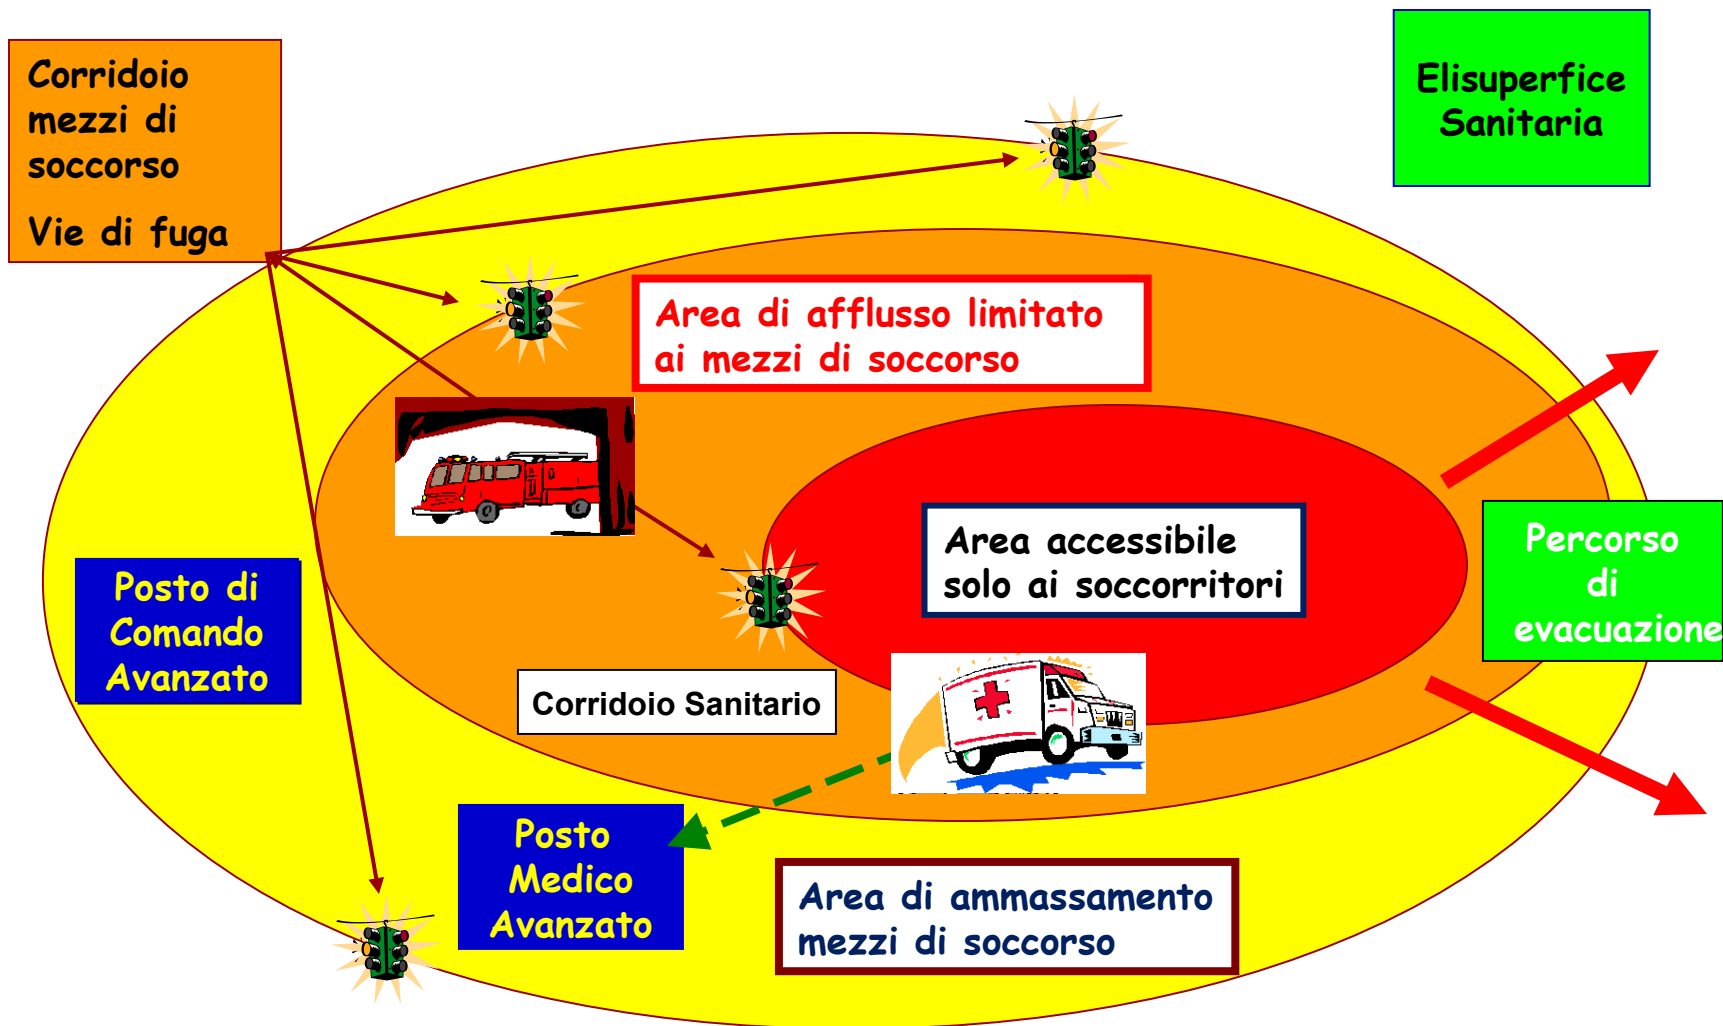 Corridoio
mezzi di
soccorso
Vie di fuga
Elisuperfice
Sanitaria
Area di afflusso limitato
ai mezzi di soccorso
Area accessibile
solo ai soccorritori
Percorso
di
evacuazione
Posto di
Comando
Avanzato
Corridoio Sanitario
Posto
Medico
Avanzato
Area di ammassamento
mezzi di soccorso